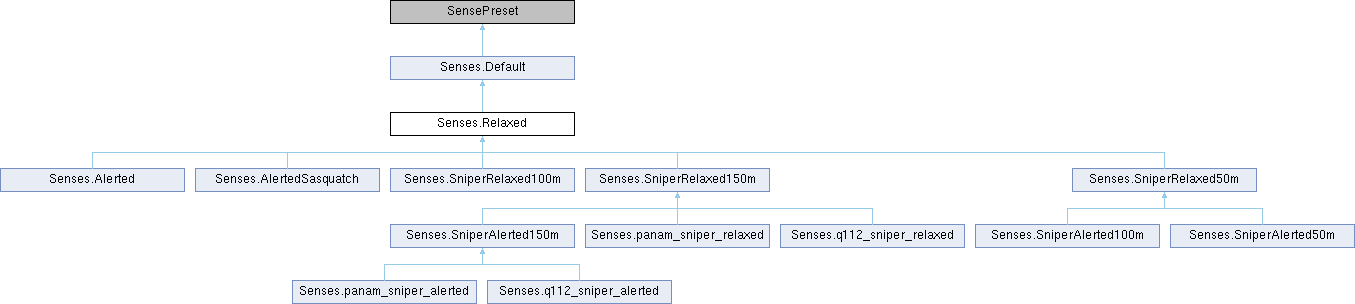 SensePreset
Senses.Default
Senses.Relaxed
Senses.Alerted
Senses.AlertedSasquatch
Senses.SniperRelaxed100m
Senses.SniperRelaxed150m
Senses.SniperRelaxed50m
Senses.SniperAlerted150m
Senses.panam_sniper_relaxed
Senses.q112_sniper_relaxed
Senses.SniperAlerted100m
Senses.SniperAlerted50m
Senses.panam_sniper_alerted
Senses.q112_sniper_alerted